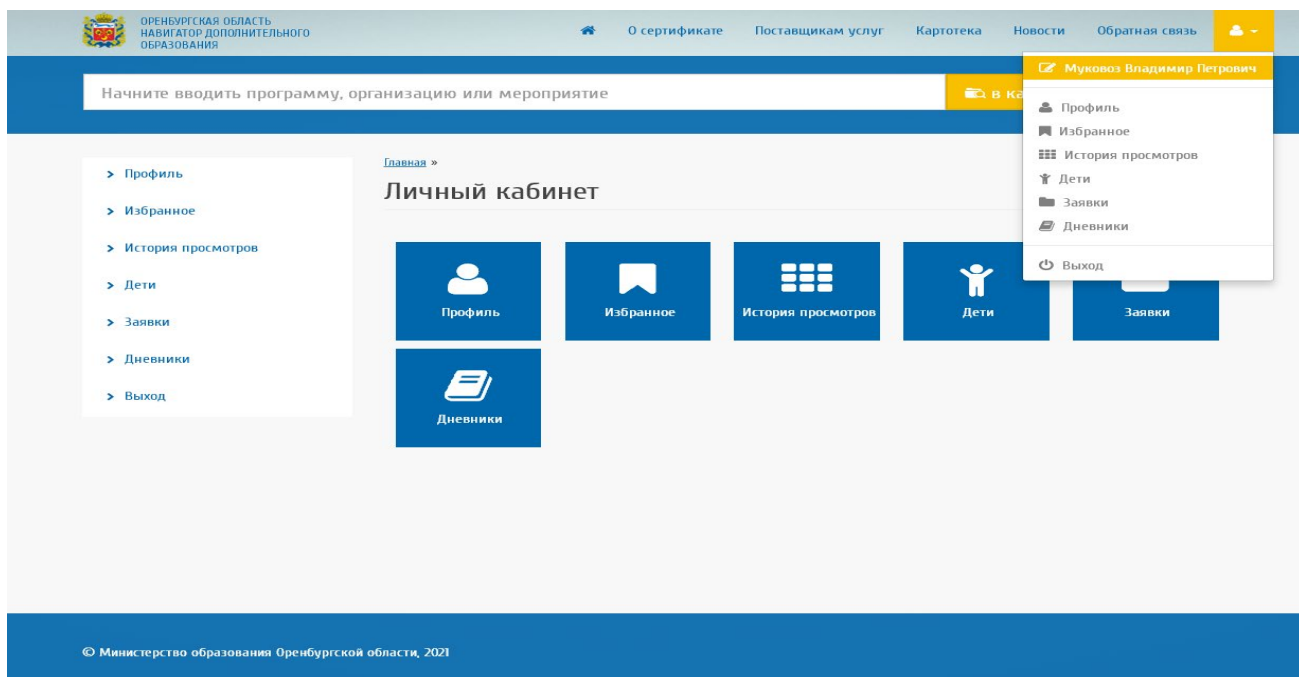 ОРЕНБУРГСКАЯ ОБЛАСТЬ
НАВИГАТОР ДОПОЛНИТЕЛЬНОГО
ОБРАЗОВАНИЯ
О сертификате Поставщикам услуг Картотека Новости Обратная связь
Муковоз Владимир Петрович
Начните вводить программу, организацию или мероприятие
в ка
Профиль
Избранное
История просмотров
Дети
Заявки
Дневники
Выход
Профиль
Избранное
История просмотров
Дети
Заявки
Дневники
Выход
Главная »
Личный кабинет
Профиль Избранное История просмотров Дети Заявки
Дневники
© Министерство образования Оренбургской области, 2021